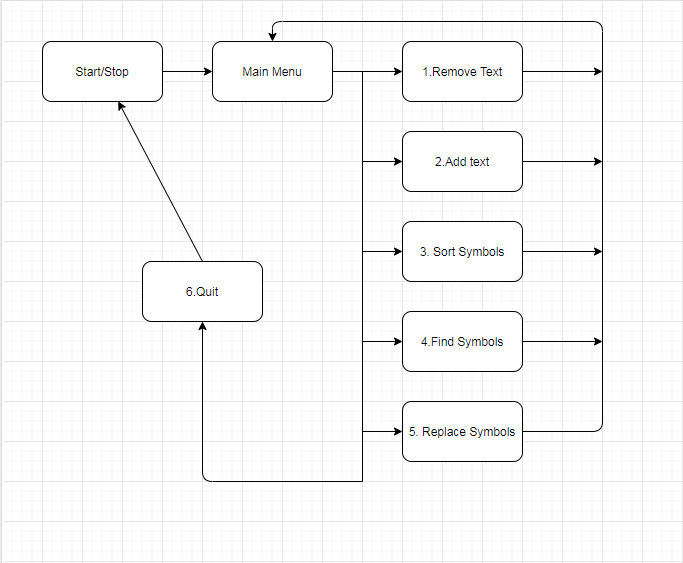 Start/Stop
Main Menu
1.Remove Text
2.Add text
3. Sort Symbols
6.Quit
4.Find Symbols
5. Replace Symbols